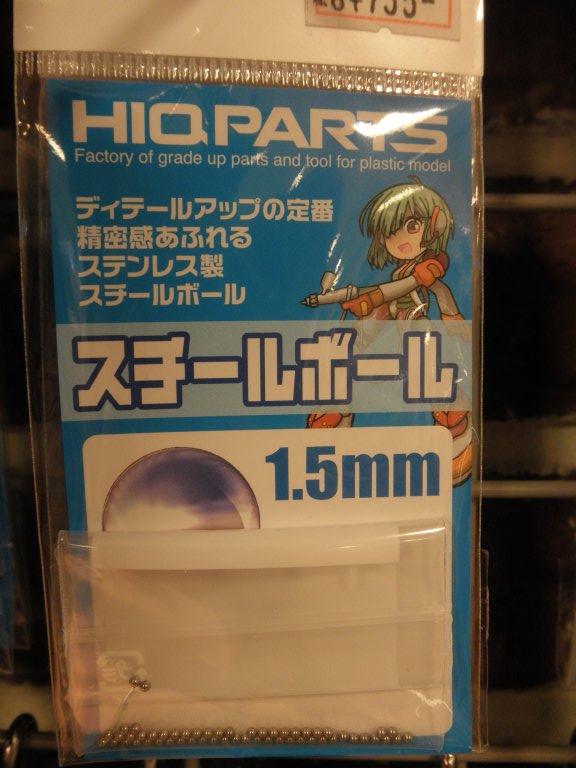 HIQPARTS
Factory of grade up parts and tool for plastic model
ディテールアップの定番
精密感あふれる
ステンレス製
スチールボール
スチールボール
1.5mm